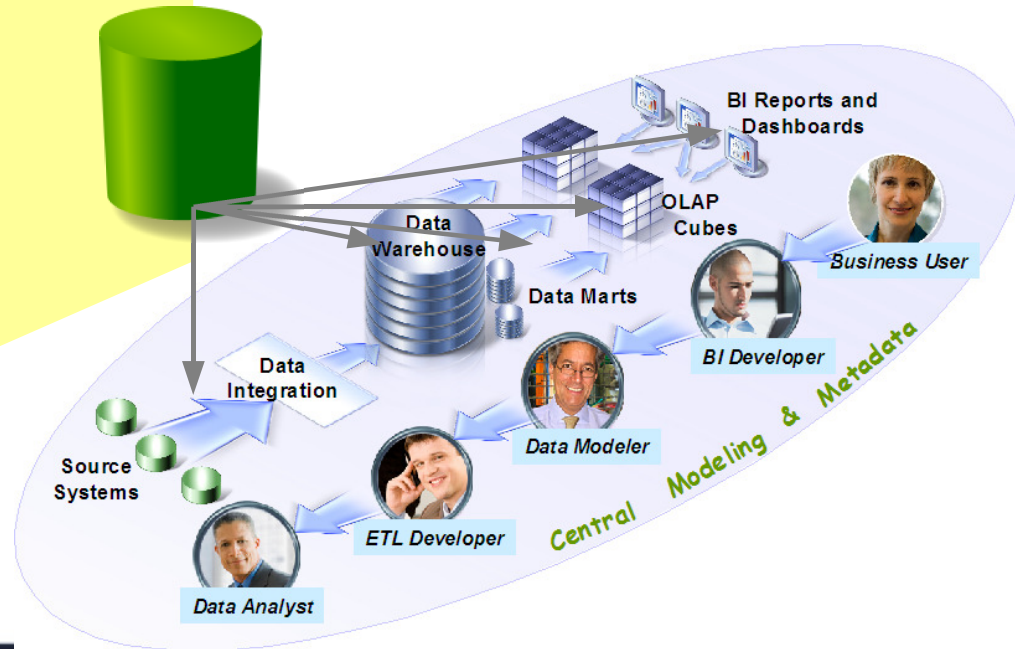 BI Reports and
Dashboards
OLAP
Cubes
Data
Warehouse
Data Marts
Data
Integration
Source
Systems
Business User
BI Developer
Data Modeler
ETL Developer
Data Analyst
Central Modeling & Metadata